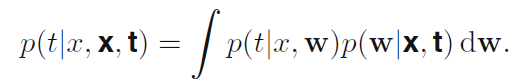 p(t|x, 𝘅, 𝘁) = ∫ p(t|x, w)p(w|𝘅, 𝘁) dw.